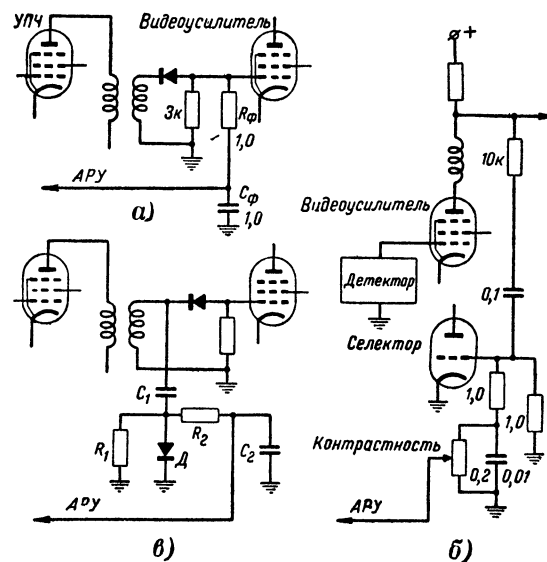 УПЧ
Видеоусилитель
3к
Rф
1,0
АРУ
Cф
1,0
а)
C1
R1
Д
R2
C2
АРУ
в)
+
10к
Видеоусилитель
Детектор
0,1
Селектор
1,0
1,0
Контрастность
0,2
0,01
АРУ
б)